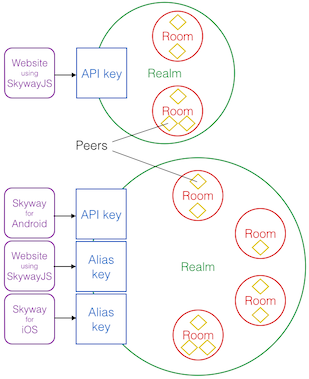 Room
Website
using
SkywayJS
API key
Realm
Room
Peers
Skyway
for
Android
API key
Room
Website
using
SkywayJS
Alias
key
Realm
Room
Skyway
for
iOS
Alias
key
Room
Room